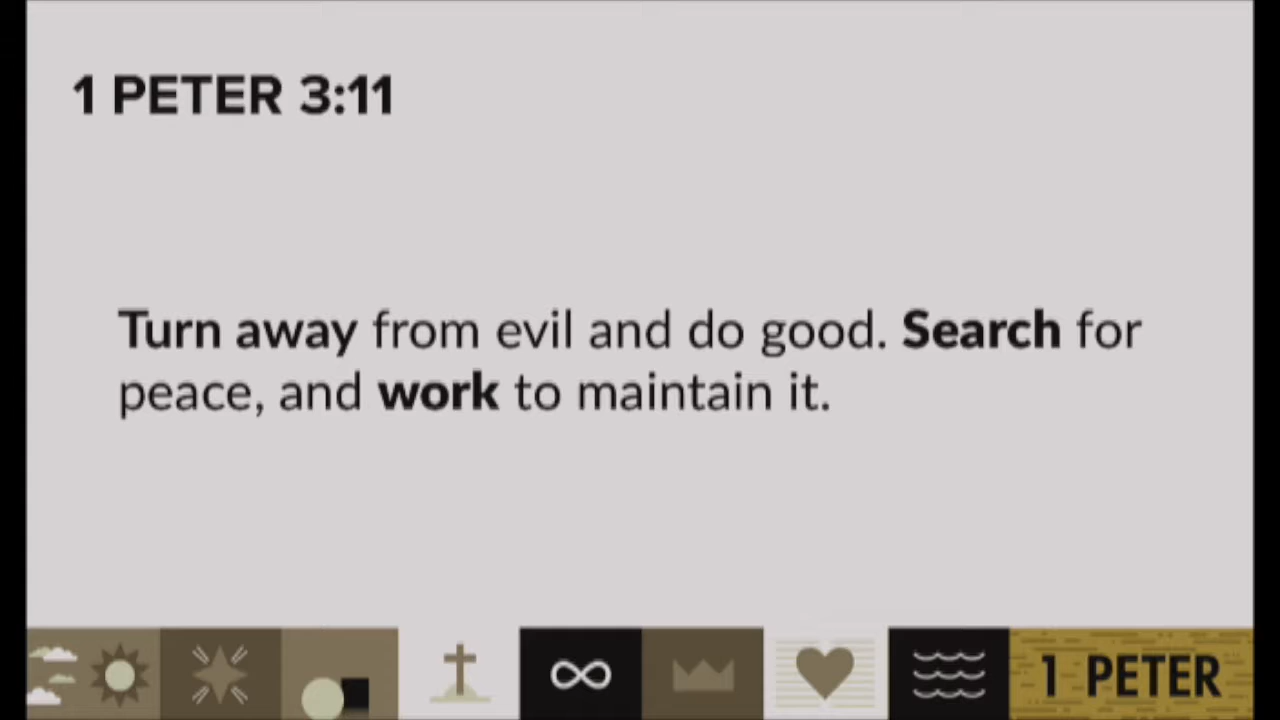 1 PETER 3:11
Turn away from evil and do good. Search for
peace, and work to maintain it.
1 PETER